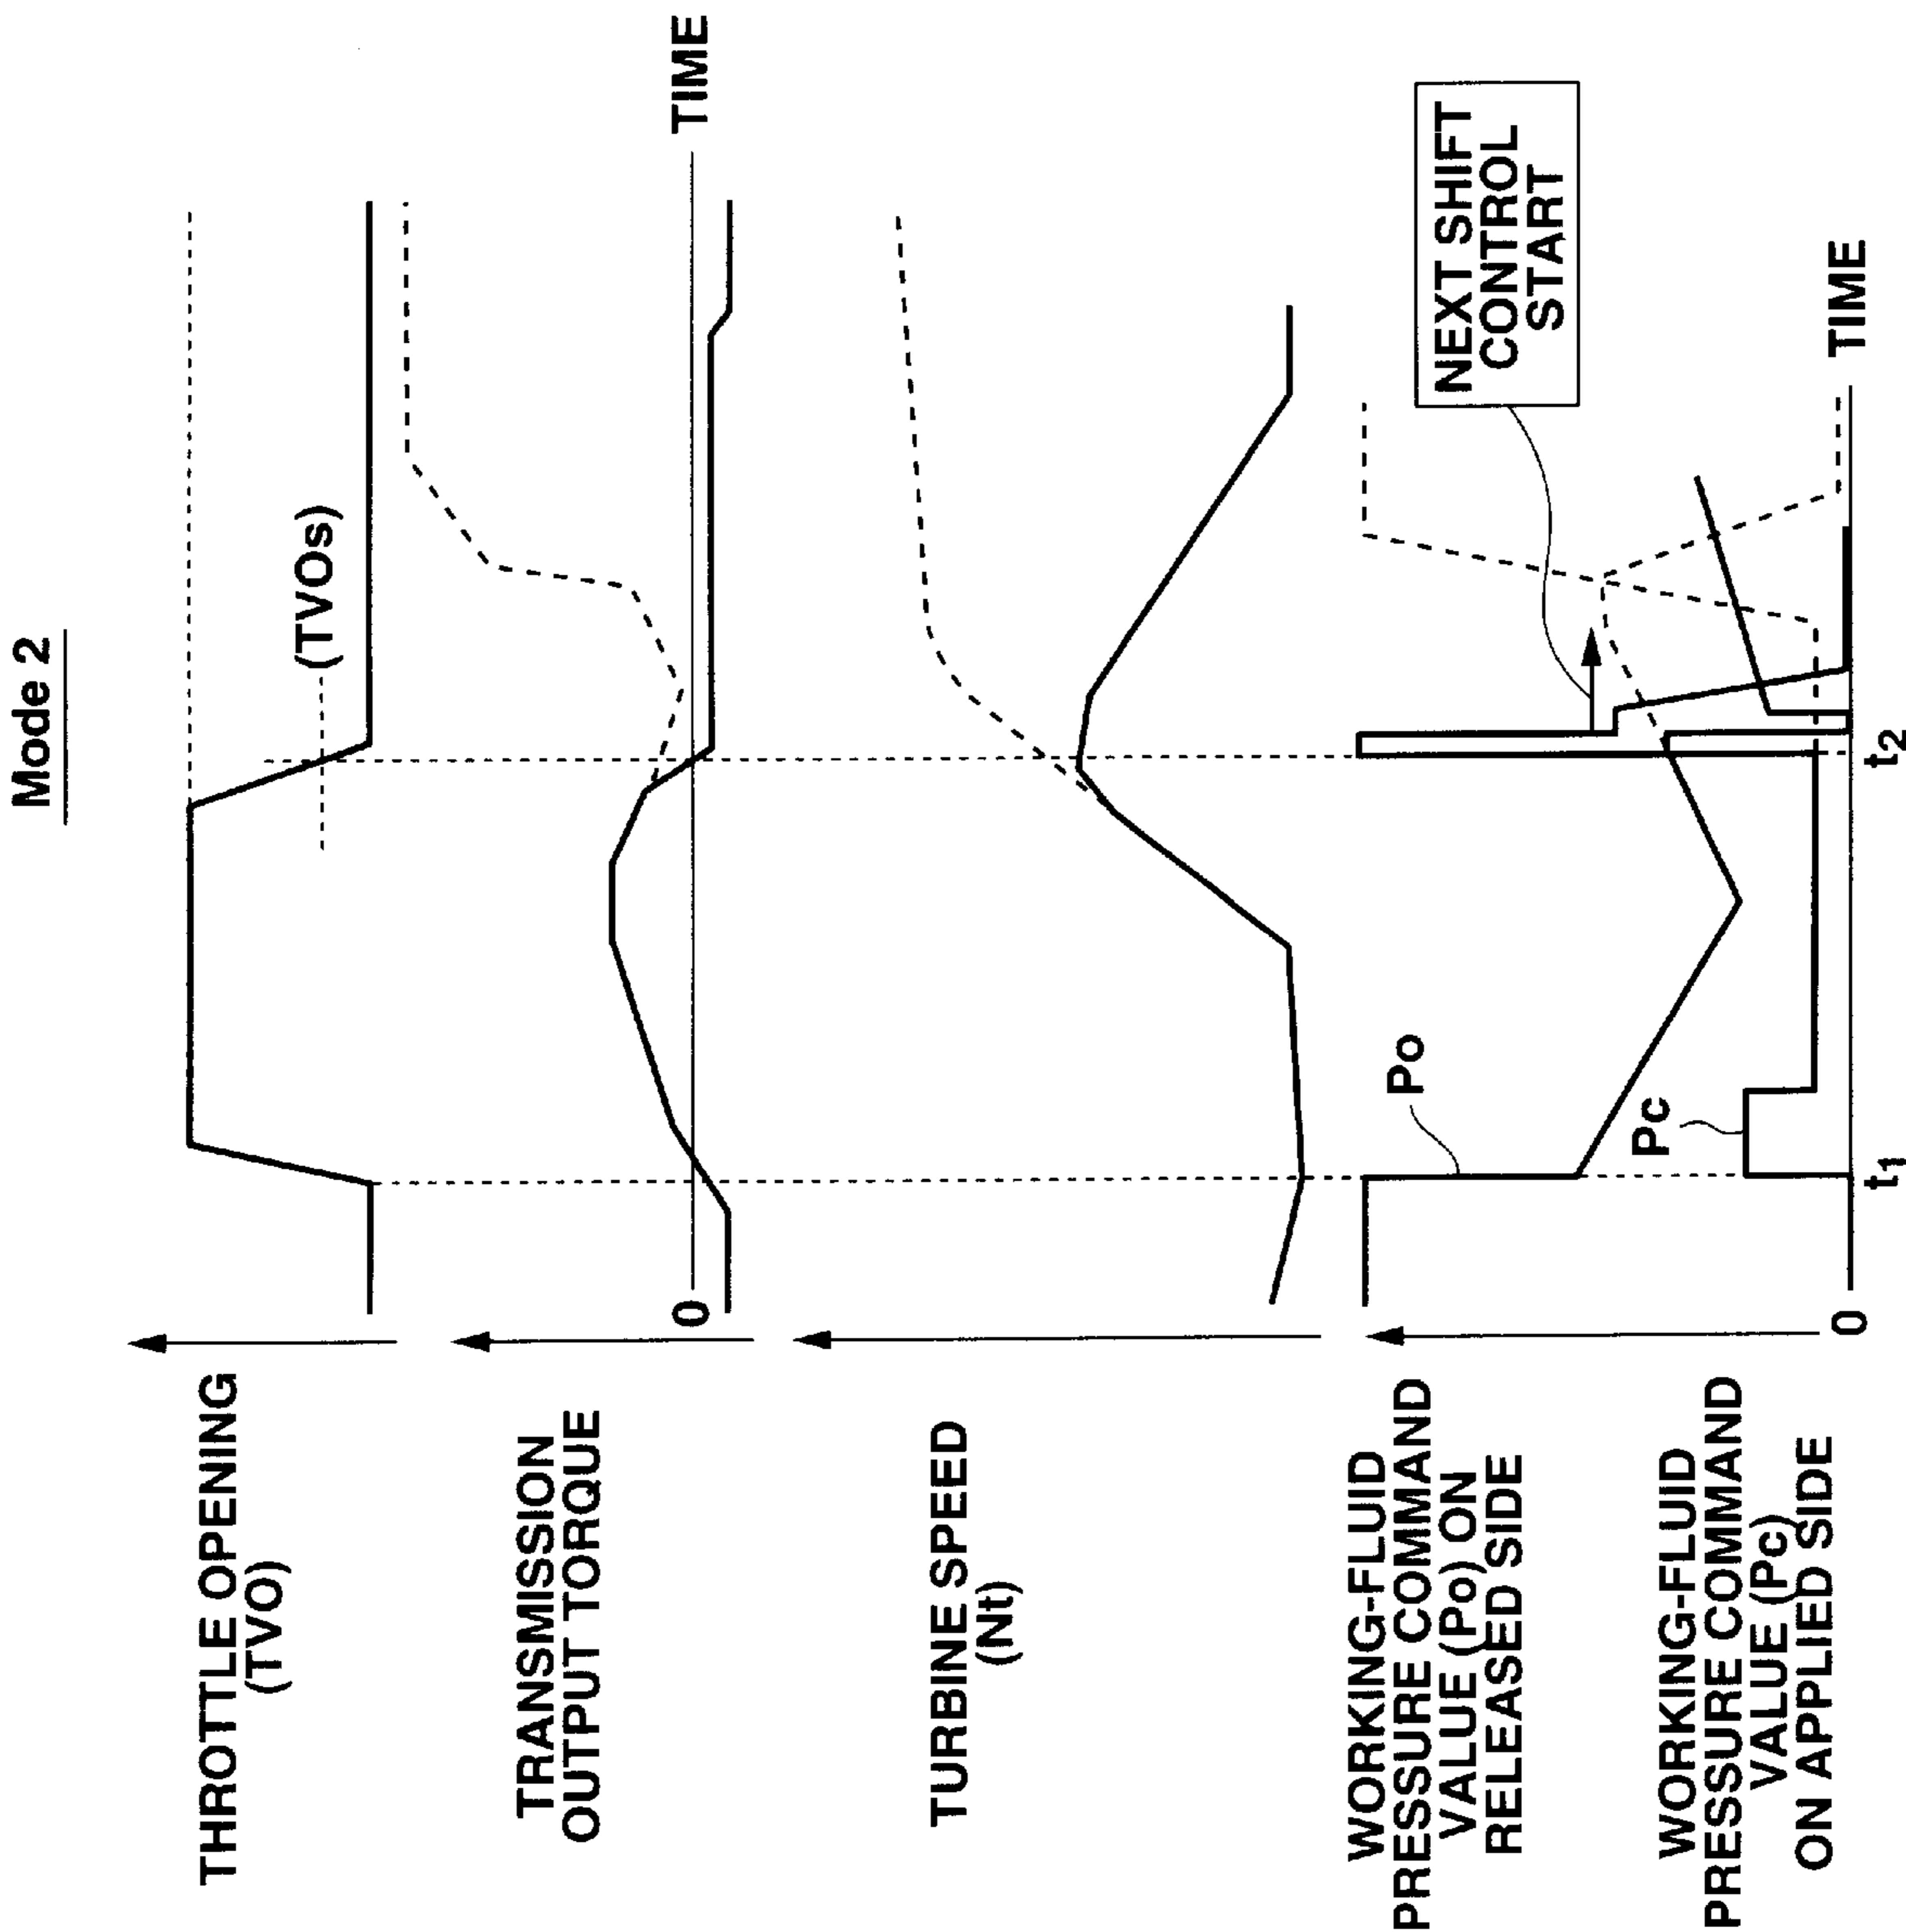 Mode 2
THROTTLE OPENING
(TVO)
(TVOs)
TRANSMISSION
OUTPUT TORQUE
0
TIME
TURBINE SPEED
(Nt)
WORKING-FLUID
PRESSURE COMMAND
VALUE (Po) ON
RELEASED SIDE
Po
NEXT SHIFT
CONTROL
START
WORKING-FLUID
PRESSURE COMMAND
VALUE (Pc)
ON APPLIED SIDE
Pc
0
t1
t2
TIME